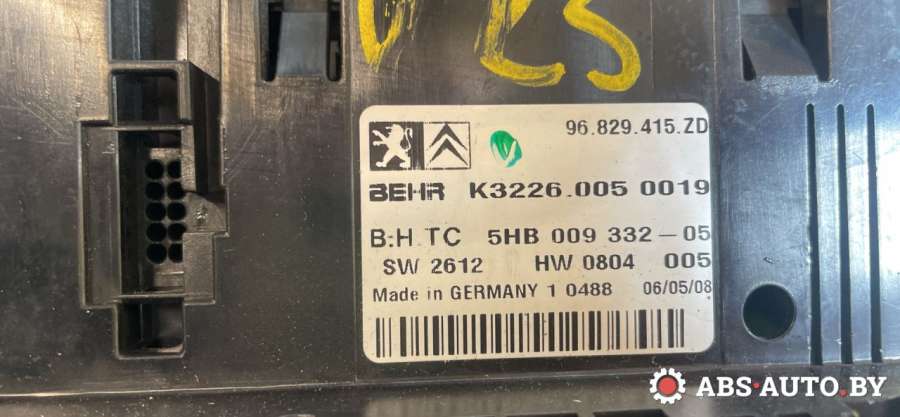 96.829.415.ZD
BEHR K3226.005 0019
B:H.TC 5HB 009 332-05
SW 2612 HW 0804 005
Made in GERMANY 1 0488 06/05/08
ABS-AUTO.BY